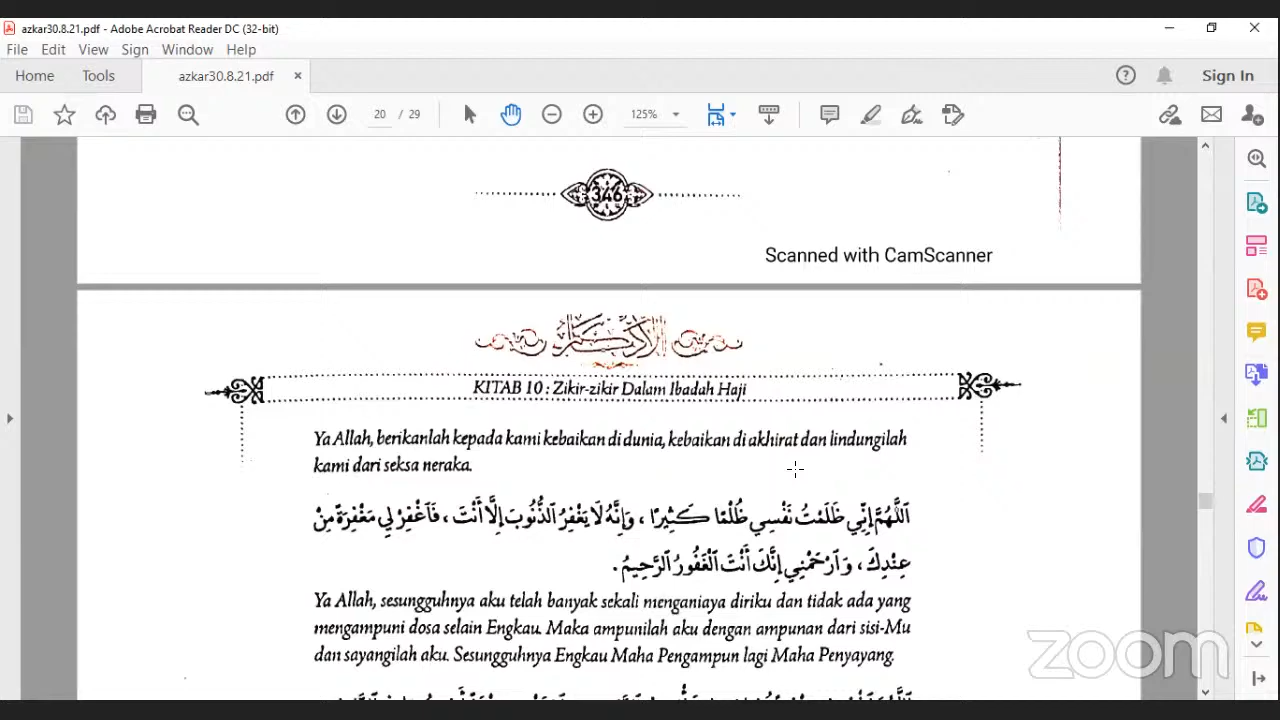 azkar30.8.21.pdf - Adobe Acrobat Reader DC (32-bit)
File Edit View Sign Window Help
Home Tools azkar30.8.21.pdf × Sign In
20 / 29 125%
346
Scanned with CamScanner
الأذكار
KITAB 10 : Zikir-zikir Dalam Ibadah Haji
Ya Allah, berikanlah kepada kami kebaikan di dunia, kebaikan di akhirat dan lindungilah
kami dari seksa neraka.
اَللَّهُمَّ إِنِّي ظَلَمْتُ نَفْسِي ظُلْمًا كَثِيرًا ، وَإِنَّهُ لَا يَغْفِرُ الذُّنُوبَ إِلَّا أَنْتَ ، فَاغْفِرْ لِي مَغْفِرَةً مِنْ
عِنْدِكَ ، وَارْحَمْنِي إِنَّكَ أَنْتَ الْغَفُورُ الرَّحِيمُ .
Ya Allah, sesungguhnya aku telah banyak sekali menganiaya diriku dan tidak ada yang
mengampuni dosa selain Engkau. Maka ampunilah aku dengan ampunan dari sisi-Mu
dan sayangilah aku. Sesungguhnya Engkau Maha Pengampun lagi Maha Penyayang.
zoom